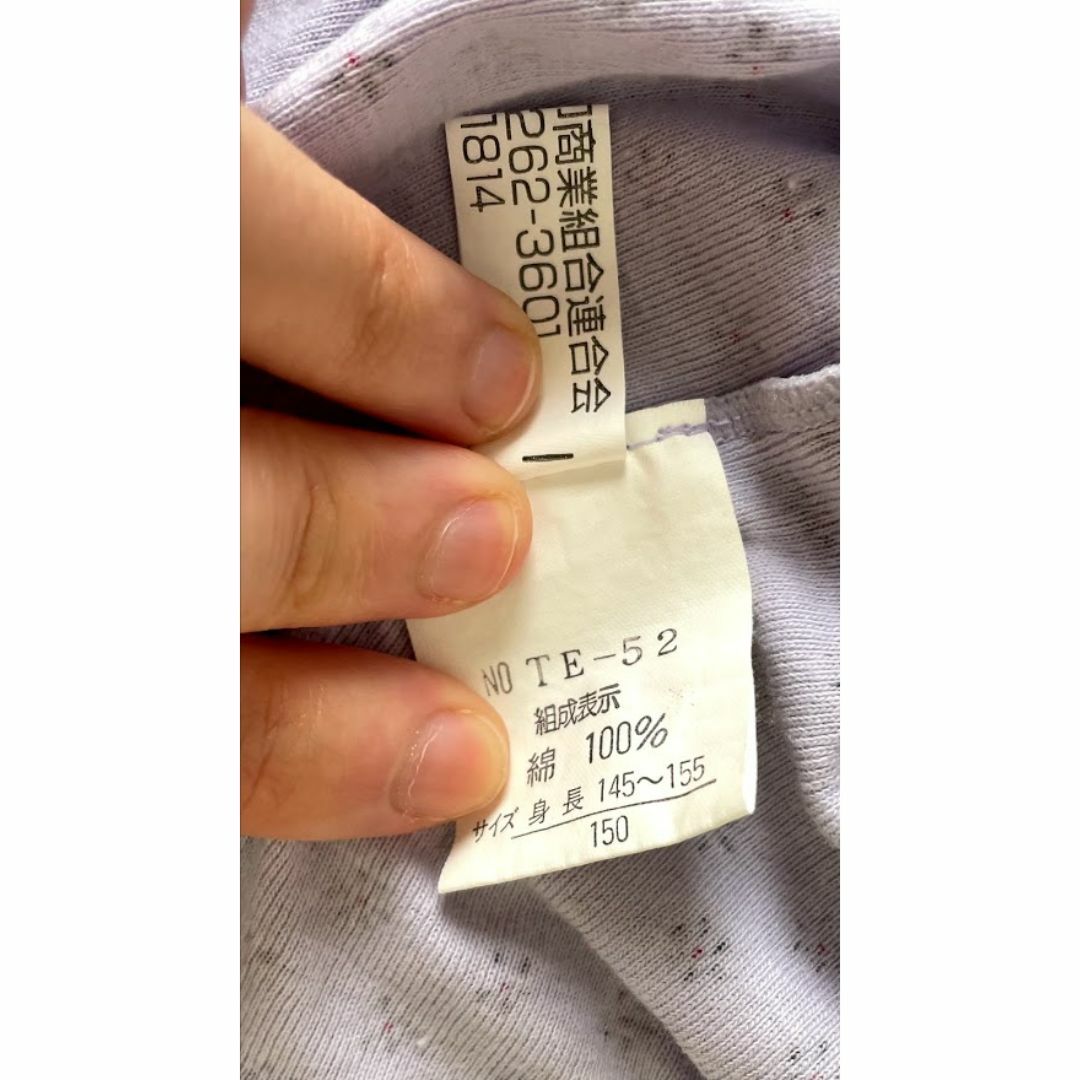 商業組合連合会
262-3601
1814
NO TE-52
組成表示
綿 100%
サイズ 身長 145~155
150